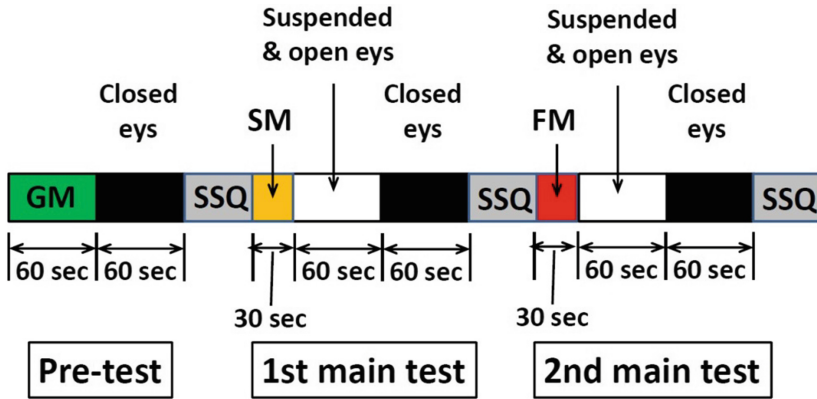 Suspended
& open eys
Suspended
& open eys
Closed
eys
SM
Closed
eys
FM
Closed
eys
GM
SSQ
SSQ
SSQ
60 sec
60 sec
60 sec
60 sec
60 sec
60 sec
30 sec
30 sec
Pre-test
1st main test
2nd main test